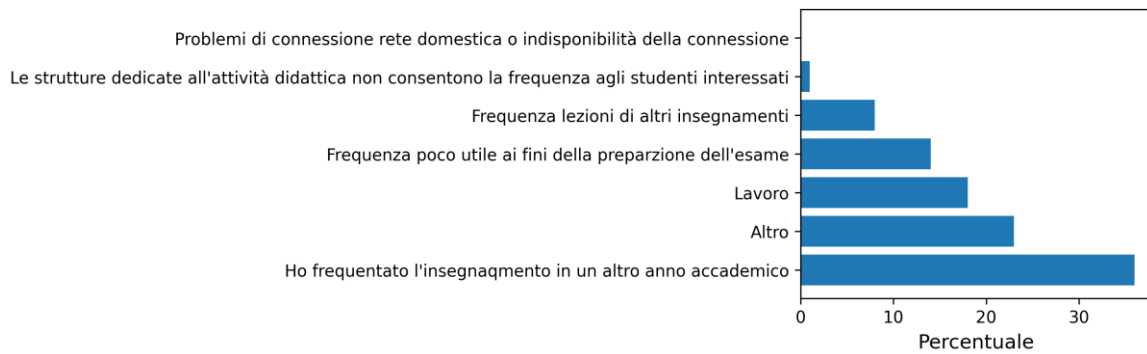 Problemi di connessione rete domestica o indisponibilità della connessione
Le strutture dedicate all'attività didattica non consentono la frequenza agli studenti interessati
Frequenza lezioni di altri insegnamenti
Frequenza poco utile ai fini della preparzione dell'esame
Lavoro
Altro
Ho frequentato l'insegnaqmento in un altro anno accademico
0 10 20 30
Percentuale